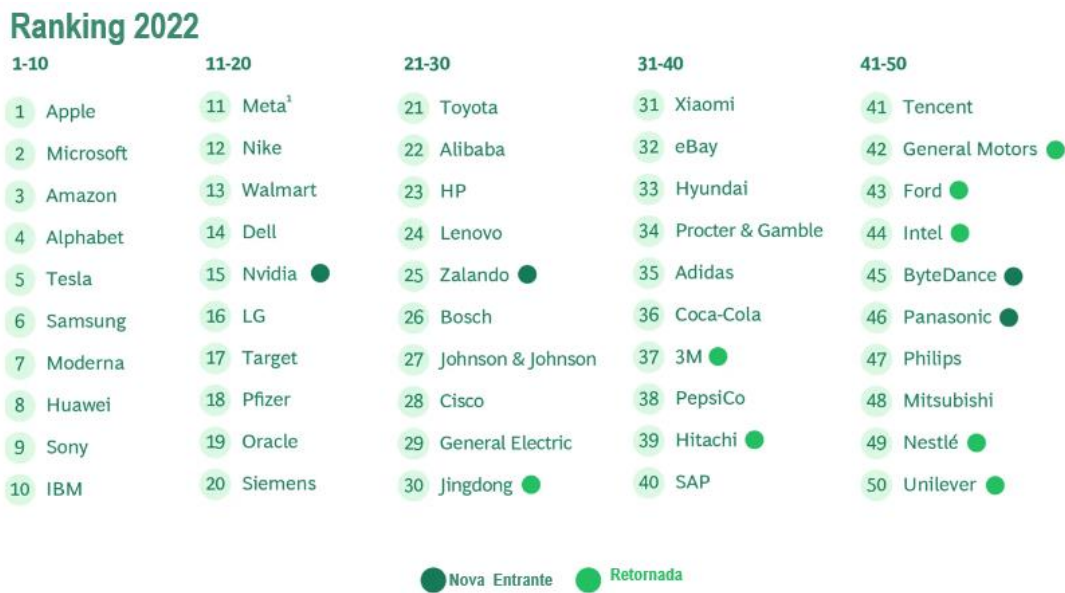 Ranking 2022
1-10
1 Apple
2 Microsoft
3 Amazon
4 Alphabet
5 Tesla
6 Samsung
7 Moderna
8 Huawei
9 Sony
10 IBM
11-20
11 Meta¹
12 Nike
13 Walmart
14 Dell
15 Nvidia
16 LG
17 Target
18 Pfizer
19 Oracle
20 Siemens
21-30
21 Toyota
22 Alibaba
23 HP
24 Lenovo
25 Zalando
26 Bosch
27 Johnson & Johnson
28 Cisco
29 General Electric
30 Jingdong
31-40
31 Xiaomi
32 eBay
33 Hyundai
34 Procter & Gamble
35 Adidas
36 Coca-Cola
37 3M
38 PepsiCo
39 Hitachi
40 SAP
41-50
41 Tencent
42 General Motors
43 Ford
44 Intel
45 ByteDance
46 Panasonic
47 Philips
48 Mitsubishi
49 Nestlé
50 Unilever
Nova Entrante
Retornada